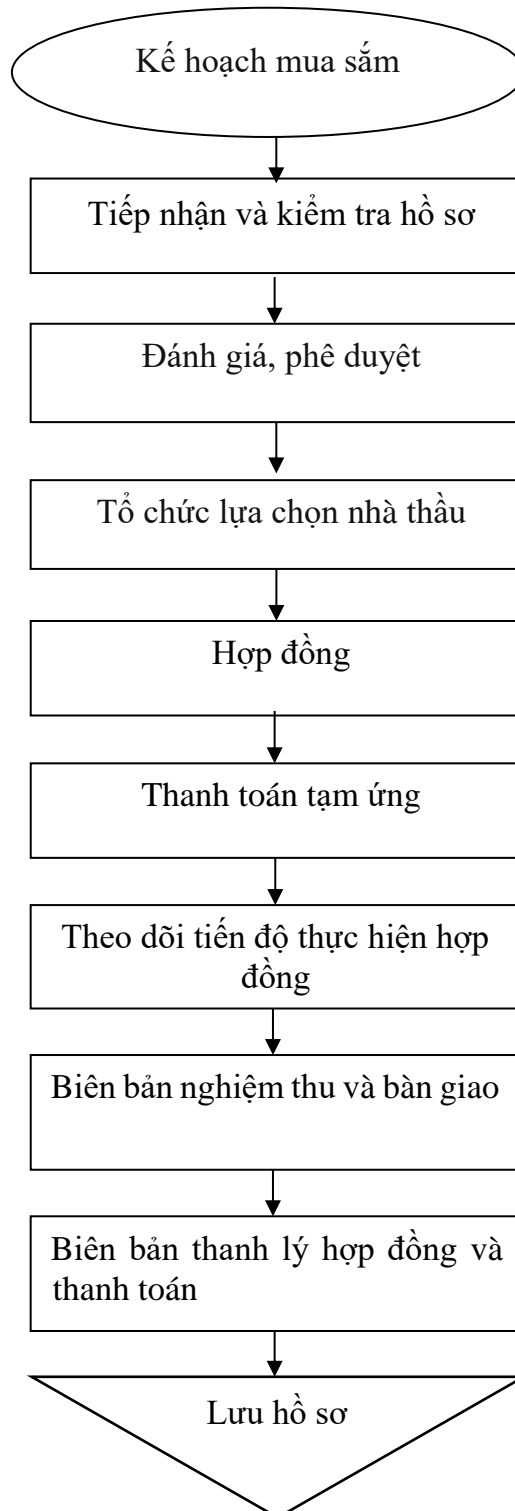 Kế hoạch mua sắm
Tiếp nhận và kiểm tra hồ sơ
Đánh giá, phê duyệt
Tổ chức lựa chọn nhà thầu
Hợp đồng
Thanh toán tạm ứng
Theo dõi tiến độ thực hiện hợp
đồng
Biên bản nghiệm thu và bàn giao
Biên bản thanh lý hợp đồng và
thanh toán
Lưu hồ sơ